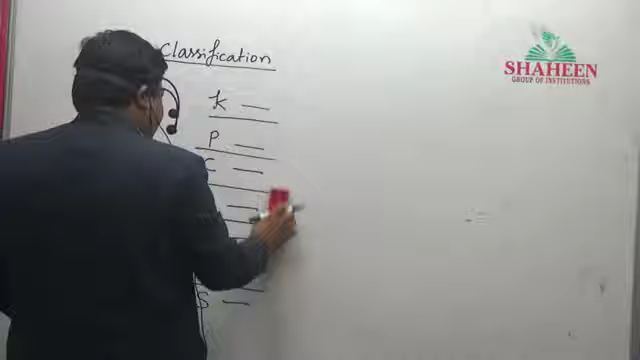 Classification
SHAHEEN
GROUP OF INSTITUTIONS
K —
P —
C —
S —